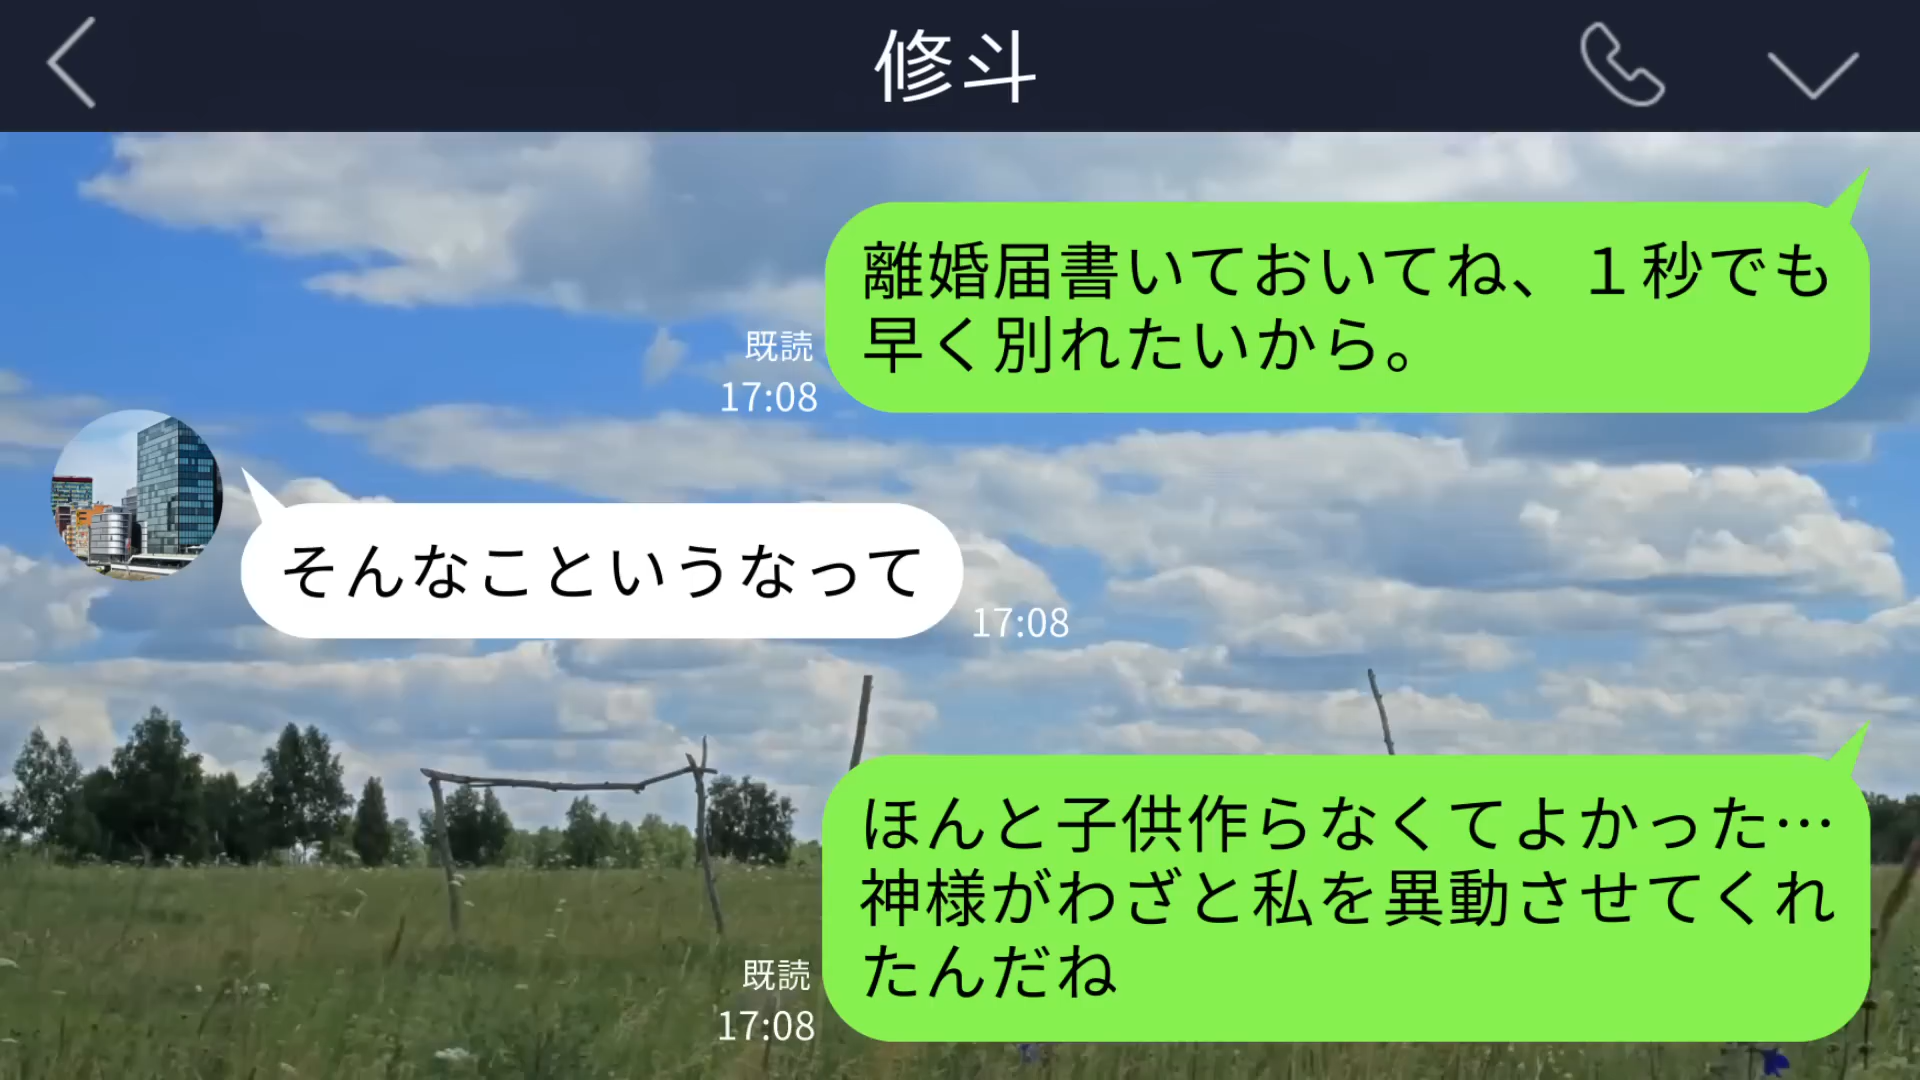 修斗
離婚届書いておいてね、１秒でも
早く別れたいから。
既読
17:08
そんなこというなって
17:08
ほんと子供作らなくてよかった…
神様がわざと私を異動させてくれ
たんだね
既読
17:08